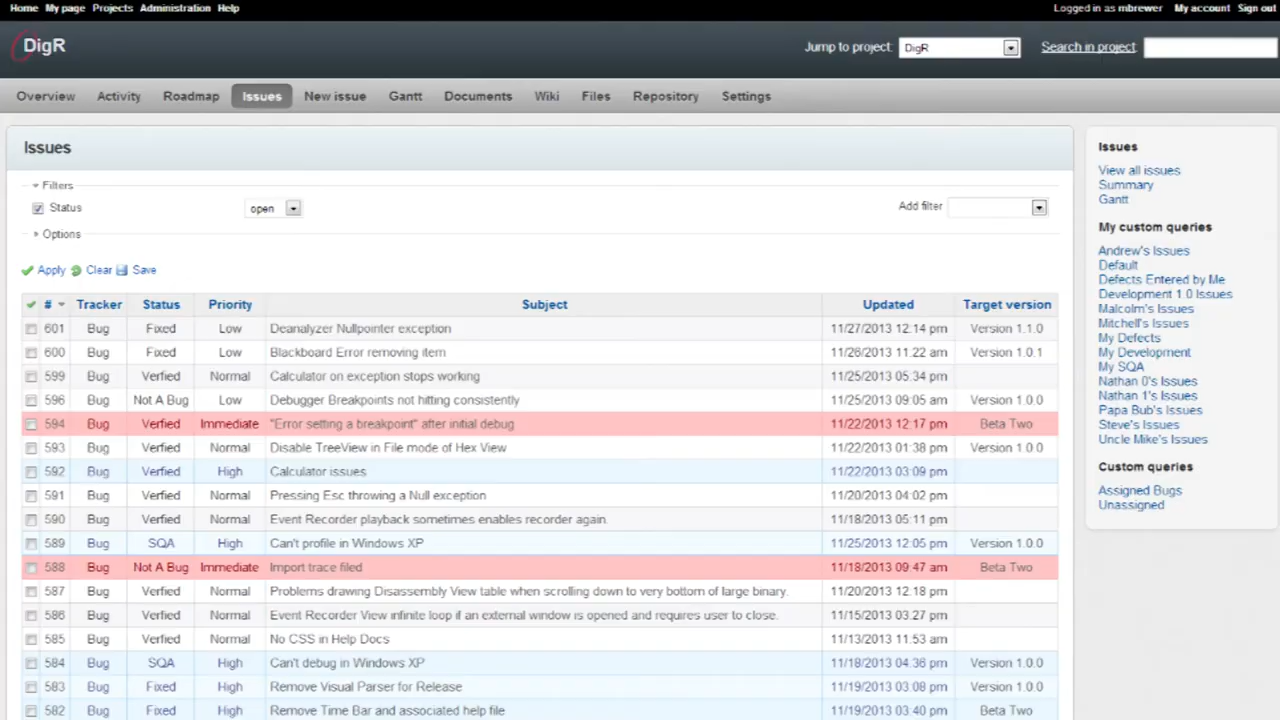 Home My page Projects Administration Help Logged in as mbrewer My account Sign out
DigR Jump to project: DigR Search in project:
Overview Activity Roadmap Issues New issue Gantt Documents Wiki Files Repository Settings
Issues
Filters
Status open Add filter
Options
Apply Clear Save
# Tracker Status Priority Subject Updated Target version
601 Bug Fixed Low Deanalyzer Nullpointer exception 11/27/2013 12:14 pm Version 1.1.0
600 Bug Fixed Low Blackboard Error removing item 11/26/2013 11:22 am Version 1.0.1
599 Bug Verfied Normal Calculator on exception stops working 11/25/2013 05:34 pm
596 Bug Not A Bug Low Debugger Breakpoints not hitting consistently 11/25/2013 09:05 am Version 1.0.0
594 Bug Verfied Immediate "Error setting a breakpoint" after initial debug 11/22/2013 12:17 pm Beta Two
593 Bug Verfied Normal Disable TreeView in File mode of Hex View 11/22/2013 01:38 pm Version 1.0.0
592 Bug Verfied High Calculator issues 11/22/2013 03:09 pm
591 Bug Verfied Normal Pressing Esc throwing a Null exception 11/20/2013 04:02 pm
590 Bug Verfied Normal Event Recorder playback sometimes enables recorder again. 11/18/2013 05:11 pm
589 Bug SQA High Can't profile in Windows XP 11/25/2013 12:05 pm Version 1.0.0
588 Bug Not A Bug Immediate Import trace filed 11/18/2013 09:47 am Beta Two
587 Bug Verfied Normal Problems drawing Disassembly View table when scrolling down to very bottom of large binary. 11/20/2013 12:18 pm
586 Bug Verfied Normal Event Recorder View infinite loop if an external window is opened and requires user to close. 11/15/2013 03:27 pm
585 Bug Verfied Normal No CSS in Help Docs 11/13/2013 11:53 am
584 Bug SQA High Can't debug in Windows XP 11/18/2013 04:36 pm Version 1.0.0
583 Bug Fixed High Remove Visual Parser for Release 11/19/2013 03:08 pm Version 1.0.0
582 Bug Fixed High Remove Time Bar and associated help file 11/19/2013 03:40 pm Beta Two
Issues
View all issues
Summary
Gantt
My custom queries
Andrew's Issues
Default
Defects Entered by Me
Development 1.0 Issues
Malcolm's Issues
Mitchell's Issues
My Defects
My Development
My SQA
Nathan 0's Issues
Nathan 1's Issues
Papa Bub's Issues
Steve's Issues
Uncle Mike's Issues
Custom queries
Assigned Bugs
Unassigned